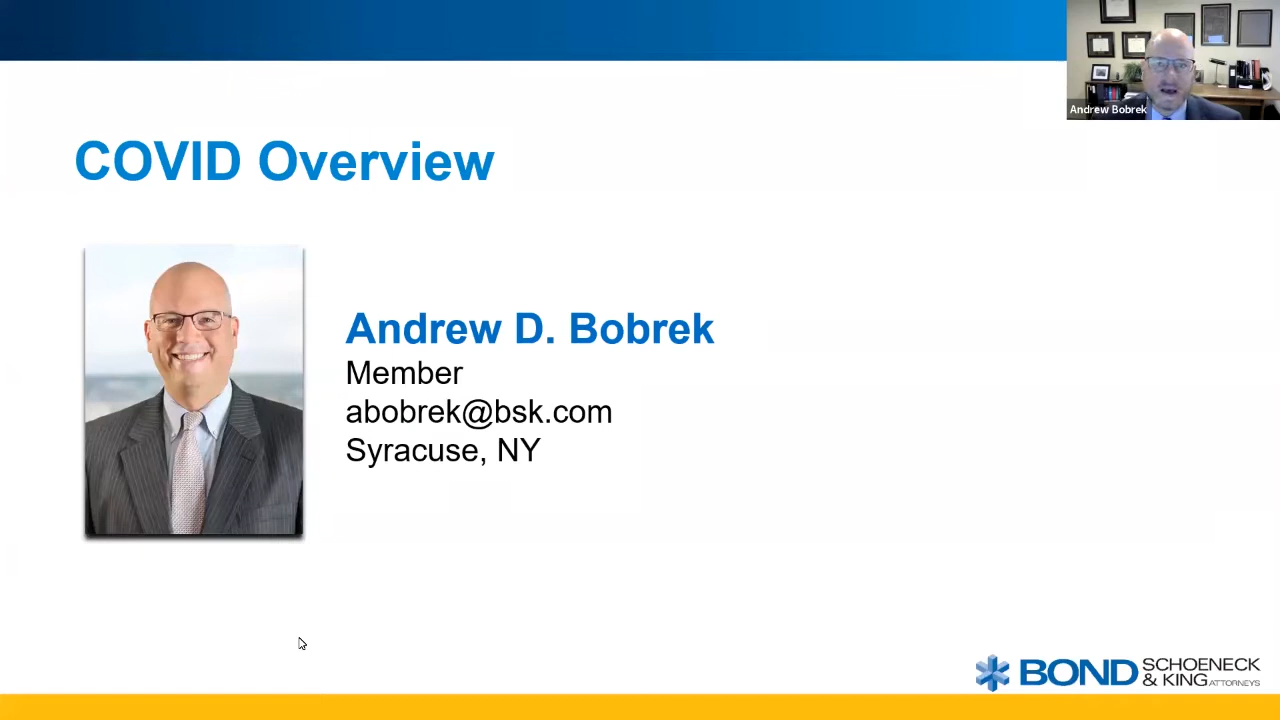 Andrew Bobrek
COVID Overview
Andrew D. Bobrek
Member
abobrek@bsk.com
Syracuse, NY
BOND SCHOENECK
& KING ATTORNEYS